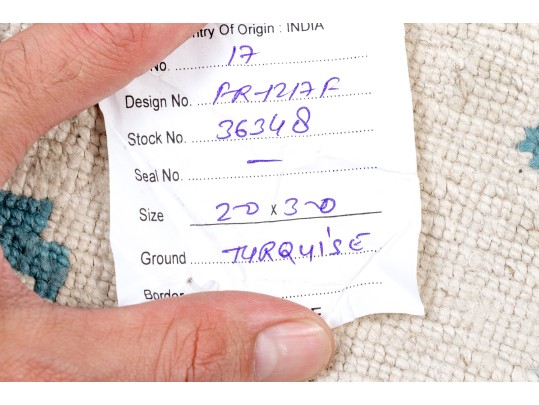 ntry Of Origin : INDIA
No. 17
Design No. PR-1217F
Stock No. 36348
Seal No. —
Size 2-0 x 3-0
Ground TURQUISE
Border